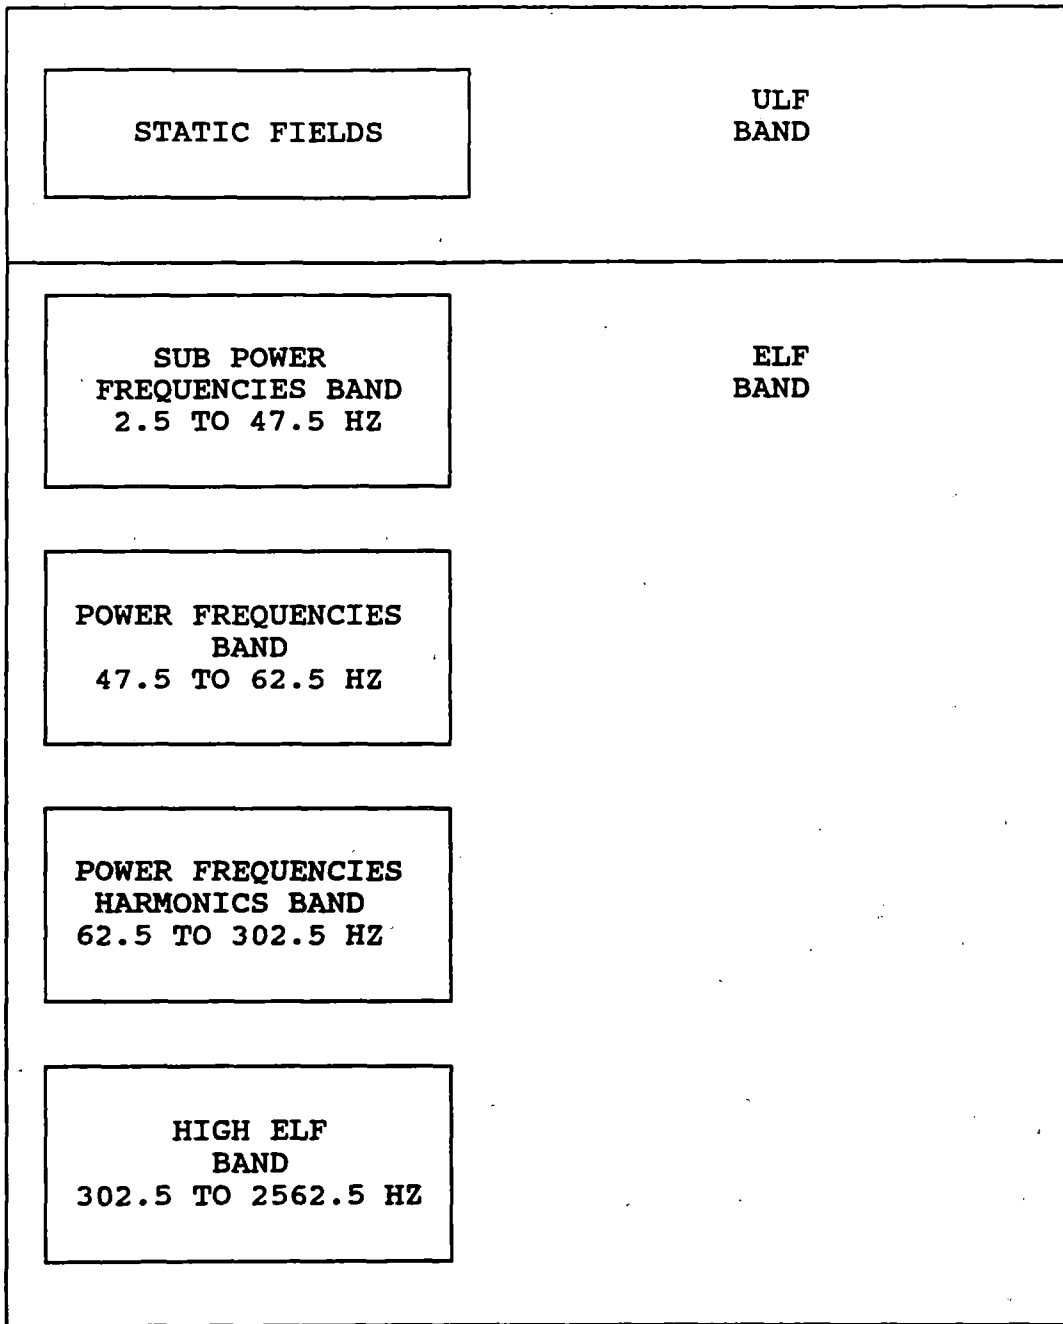 STATIC FIELDS
ULF
BAND
SUB POWER
FREQUENCIES BAND
2.5 TO 47.5 HZ
ELF
BAND
POWER FREQUENCIES
BAND
47.5 TO 62.5 HZ
POWER FREQUENCIES
HARMONICS BAND
62.5 TO 302.5 HZ
HIGH ELF
BAND
302.5 TO 2562.5 HZ